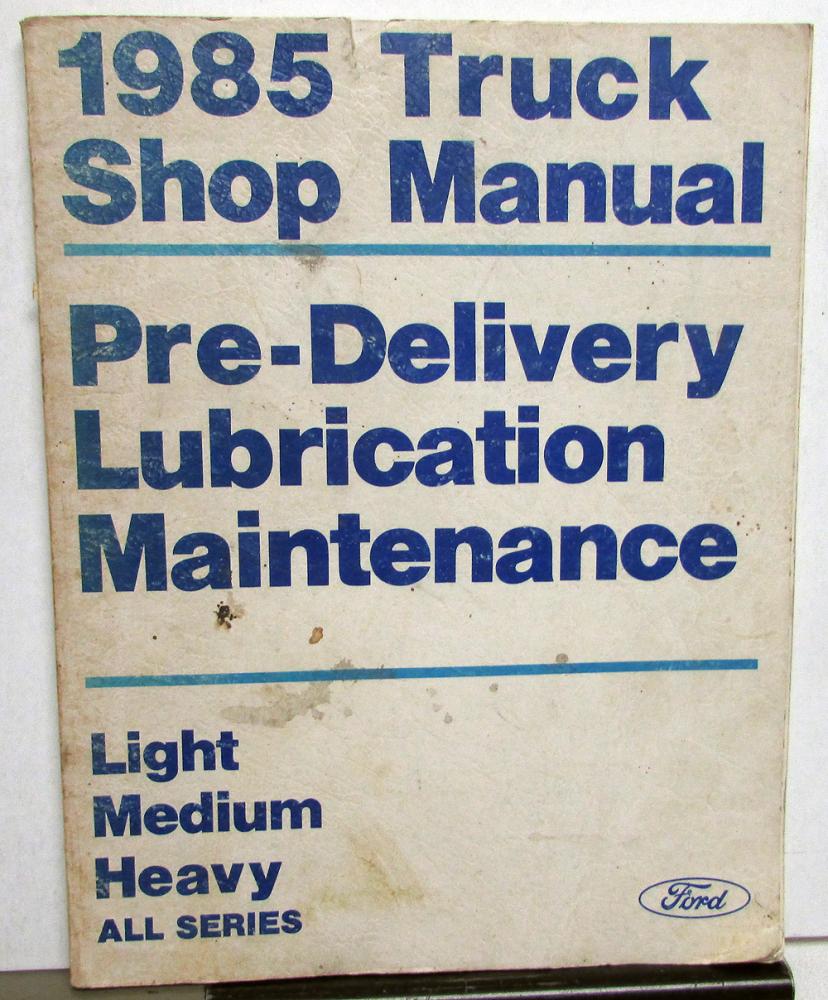 1985 Truck
Shop Manual
Pre-Delivery
Lubrication
Maintenance
Light
Medium
Heavy
ALL SERIES
Ford